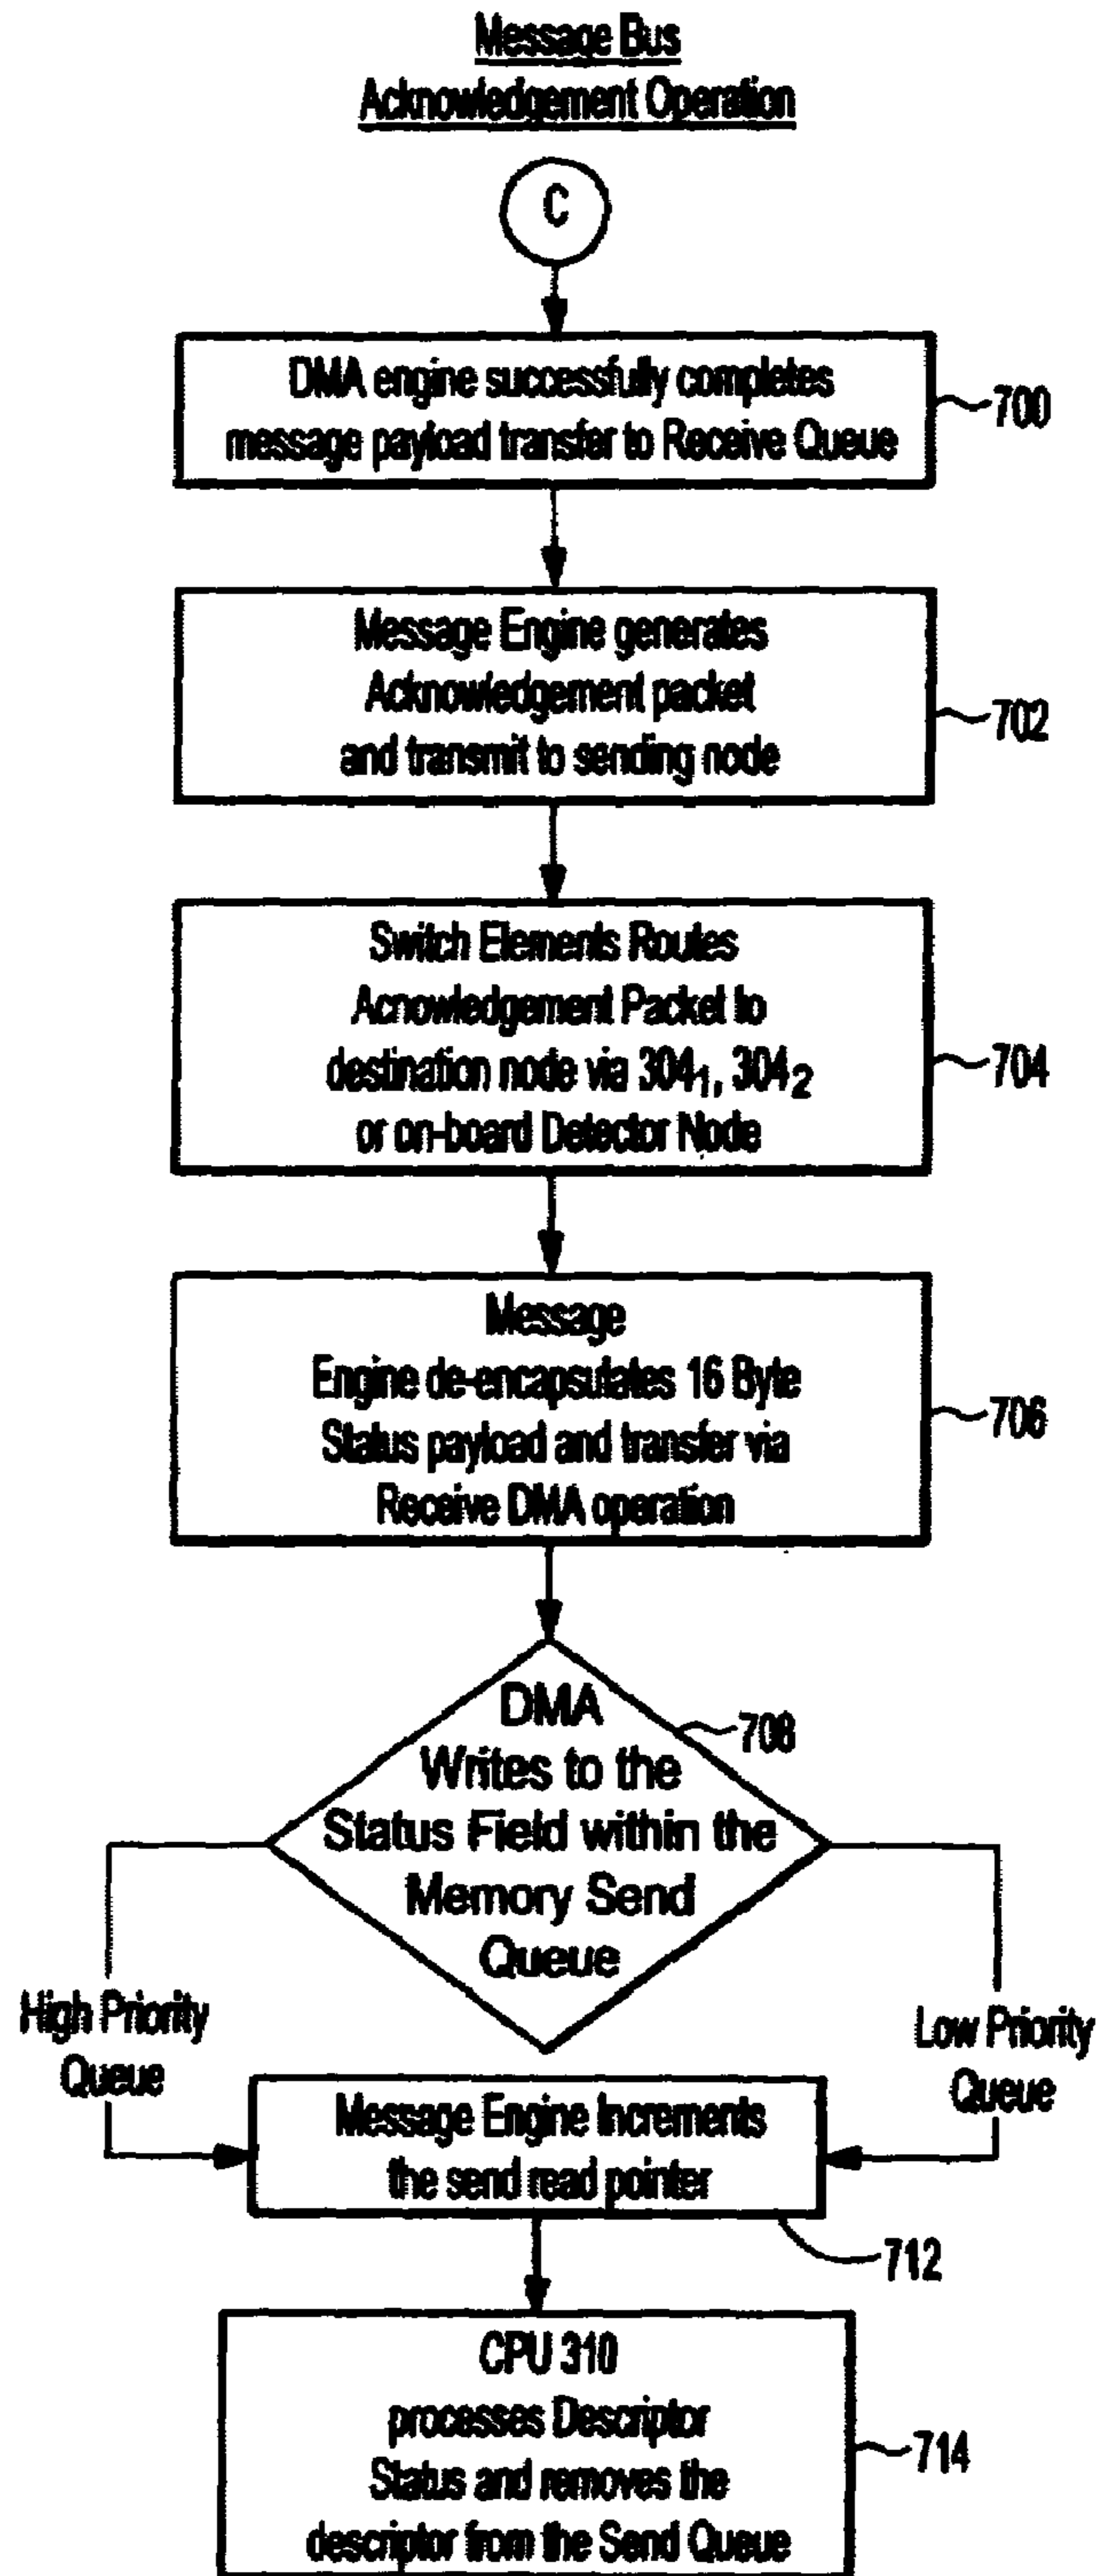 Message Bus
Acknowledgement Operation
C
DMA engine successfully completes
message payload transfer to Receive Queue
700
Message Engine generates
Acknowledgement packet
and transmit to sending node
702
Switch Elements Routes
Acnowledgement Packet to
destination node via 304₁, 304₂
or on-board Detector Node
704
Message
Engine de-encapsulates 16 Byte
Status payload and transfer via
Receive DMA operation
706
DMA
Writes to the
Status Field within the
Memory Send
Queue
708
High Priority
Queue
Low Priority
Queue
Message Engine Increments
the send read pointer
712
CPU 310
processes Descriptor
Status and removes the
descriptor from the Send Queue
714